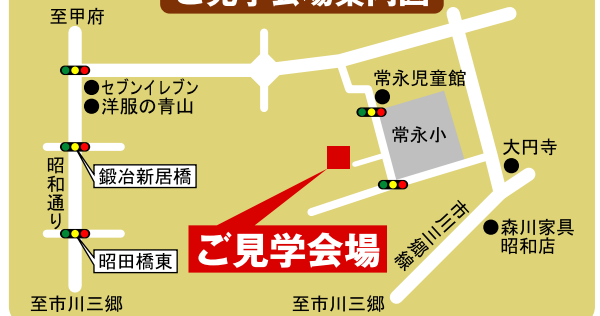 ご見学会場案内図
至甲府
セブンイレブン
洋服の青山
常永児童館
常永小
大円寺
鍛冶新居橋
昭和通り
市川三郷線
森川家具
昭和店
ご見学会場
昭田橋東
至市川三郷
至市川三郷